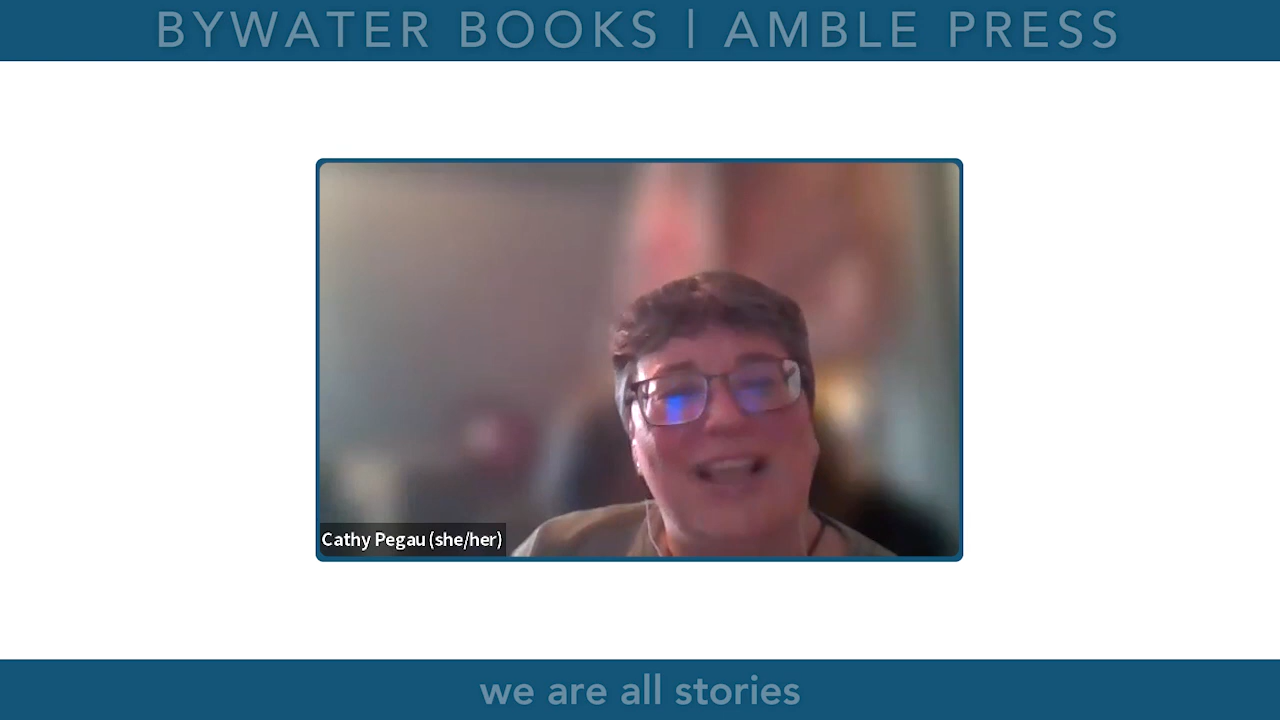 BYWATER BOOKS | AMBLE PRESS
Cathy Pegau (she/her)
we are all stories